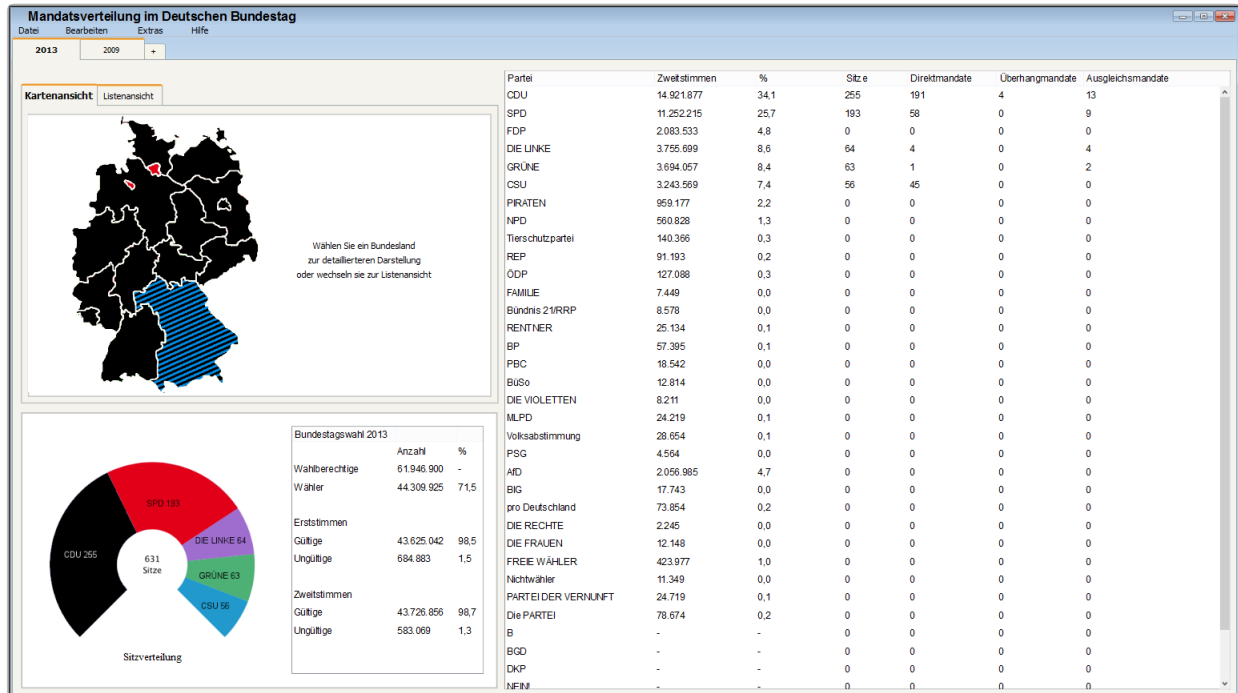 Mandatsverteilung im Deutschen Bundestag
Datei Bearbeiten Extras Hilfe
2013 2009 +
Kartenansicht Listenansicht
Wählen Sie ein Bundesland
zur detaillierteren Darstellung
oder wechseln sie zur Listenansicht
CDU 255
SPD 193
DIE LINKE 64
GRÜNE 63
CSU 56
631
Sitze
Sitzverteilung
Bundestagswahl 2013
Anzahl %
Wahlberechtige 61.946.900 -
Wähler 44.309.925 71,5
Erststimmen
Gültige 43.625.042 98,5
Ungültige 684.883 1,5
Zweitstimmen
Gültige 43.726.856 98,7
Ungültige 583.069 1,3
Partei Zweitstimmen % Sitze Direktmandate Überhangmandate Ausgleichsmandate
CDU 14.921.877 34,1 255 191 4 13
SPD 11.252.215 25,7 193 58 0 9
FDP 2.083.533 4,8 0 0 0 0
DIE LINKE 3.755.699 8,6 64 4 0 4
GRÜNE 3.694.057 8,4 63 1 0 2
CSU 3.243.569 7,4 56 45 0 0
PIRATEN 959.177 2,2 0 0 0 0
NPD 560.828 1,3 0 0 0 0
Tierschutzpartei 140.366 0,3 0 0 0 0
REP 91.193 0,2 0 0 0 0
ÖDP 127.088 0,3 0 0 0 0
FAMILIE 7.449 0,0 0 0 0 0
Bündnis 21/RRP 8.578 0,0 0 0 0 0
RENTNER 25.134 0,1 0 0 0 0
BP 57.395 0,1 0 0 0 0
PBC 18.542 0,0 0 0 0 0
BüSo 12.814 0,0 0 0 0 0
DIE VIOLETTEN 8.211 0,0 0 0 0 0
MLPD 24.219 0,1 0 0 0 0
Volksabstimmung 28.654 0,1 0 0 0 0
PSG 4.564 0,0 0 0 0 0
AfD 2.056.985 4,7 0 0 0 0
BIG 17.743 0,0 0 0 0 0
pro Deutschland 73.854 0,2 0 0 0 0
DIE RECHTE 2.245 0,0 0 0 0 0
DIE FRAUEN 12.148 0,0 0 0 0 0
FREIE WÄHLER 423.977 1,0 0 0 0 0
Nichtwähler 11.349 0,0 0 0 0 0
PARTEI DER VERNUNFT 24.719 0,1 0 0 0 0
Die PARTEI 78.674 0,2 0 0 0 0
B - - 0 0 0 0
BGD - - 0 0 0 0
DKP - - 0 0 0 0
NEIN! - - 0 0 0 0